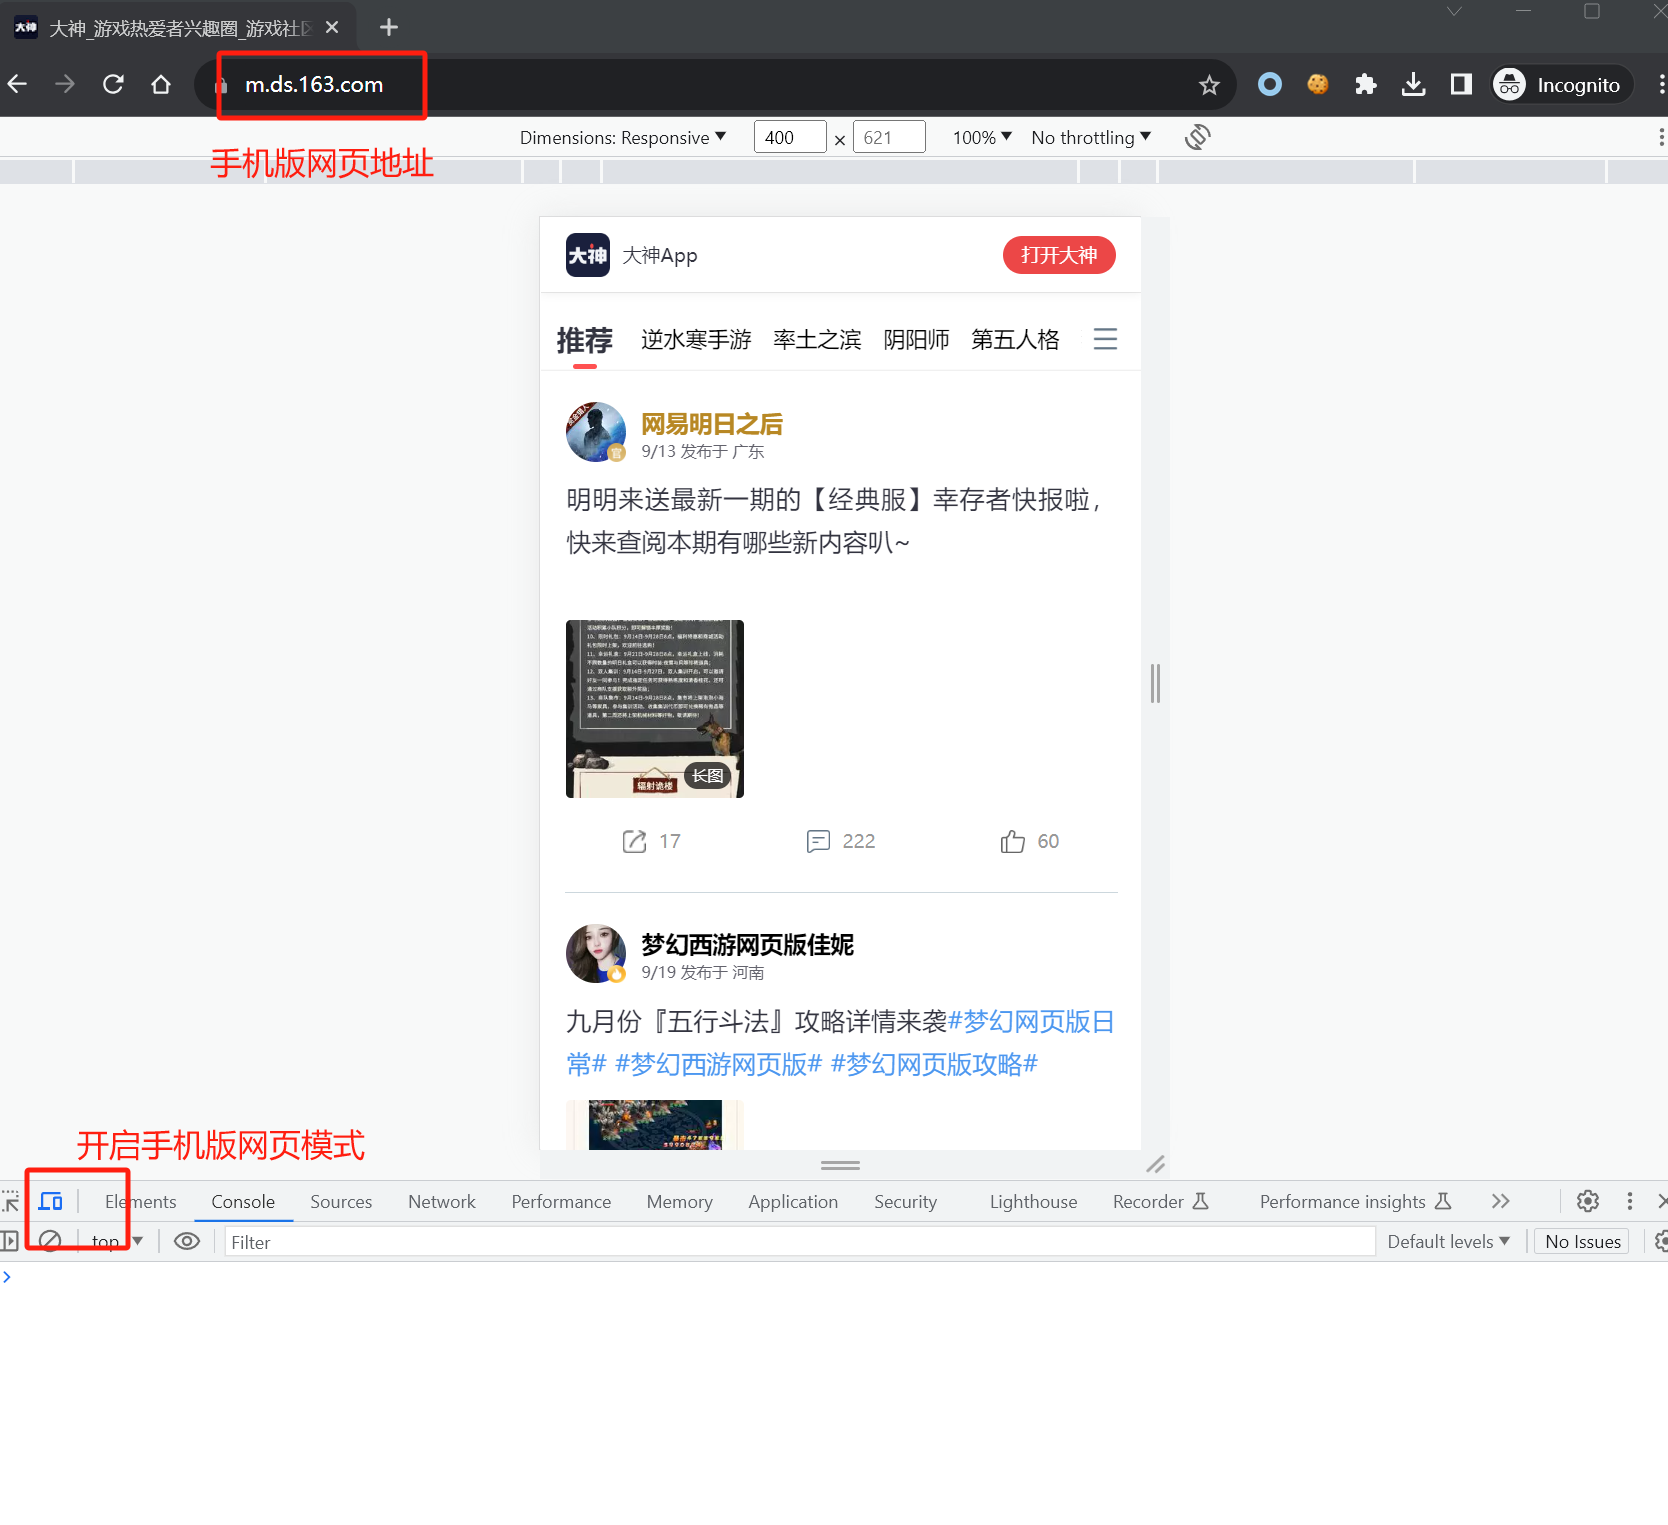 大神_游戏热爱者兴趣圈_游戏社区
m.ds.163.com
Incognito
手机版网页地址
Dimensions: Responsive 400 × 621 100% No throttling
大神 大神App 打开大神
推荐 逆水寒手游 率土之滨 阴阳师 第五人格
网易明日之后
官
9/13 发布于 广东
明明来送最新一期的【经典服】幸存者快报啦，
快来查阅本期有哪些新内容叭~
辐射诡楼
长图
17 222 60
梦幻西游网页版佳妮
9/19 发布于 河南
九月份『五行斗法』攻略详情来袭#梦幻网页版日
常# #梦幻西游网页版# #梦幻网页版攻略#
开启手机版网页模式
Elements Console Sources Network Performance Memory Application Security Lighthouse Recorder Performance insights
top Filter Default levels No Issues